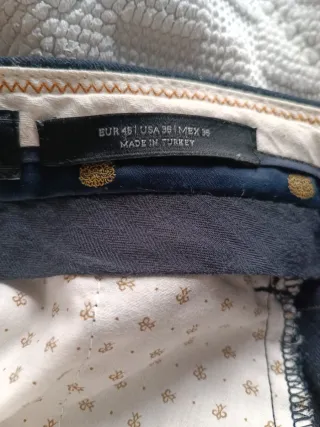 EUR 46 | USA 36 | MEX 36
MADE IN TURKEY